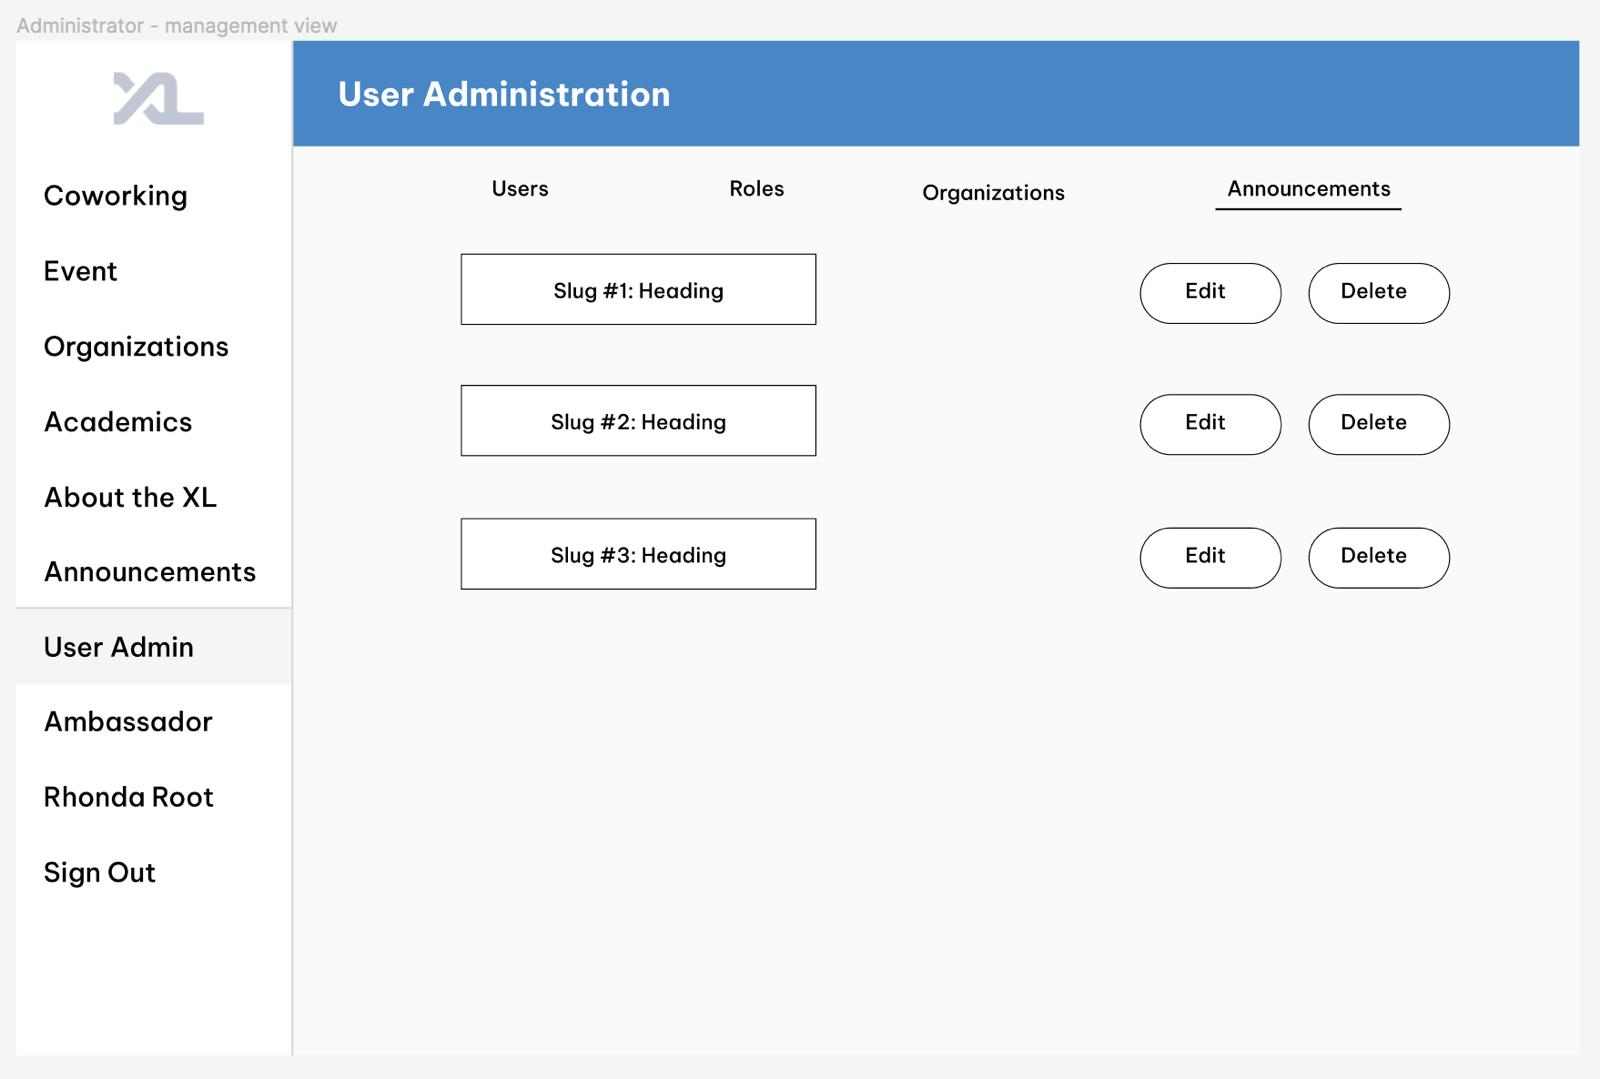 Administrator - management view
XL
User Administration
Coworking
Event
Organizations
Academics
About the XL
Announcements
User Admin
Ambassador
Rhonda Root
Sign Out
Users
Roles
Organizations
Announcements
Slug #1: Heading
Edit
Delete
Slug #2: Heading
Edit
Delete
Slug #3: Heading
Edit
Delete